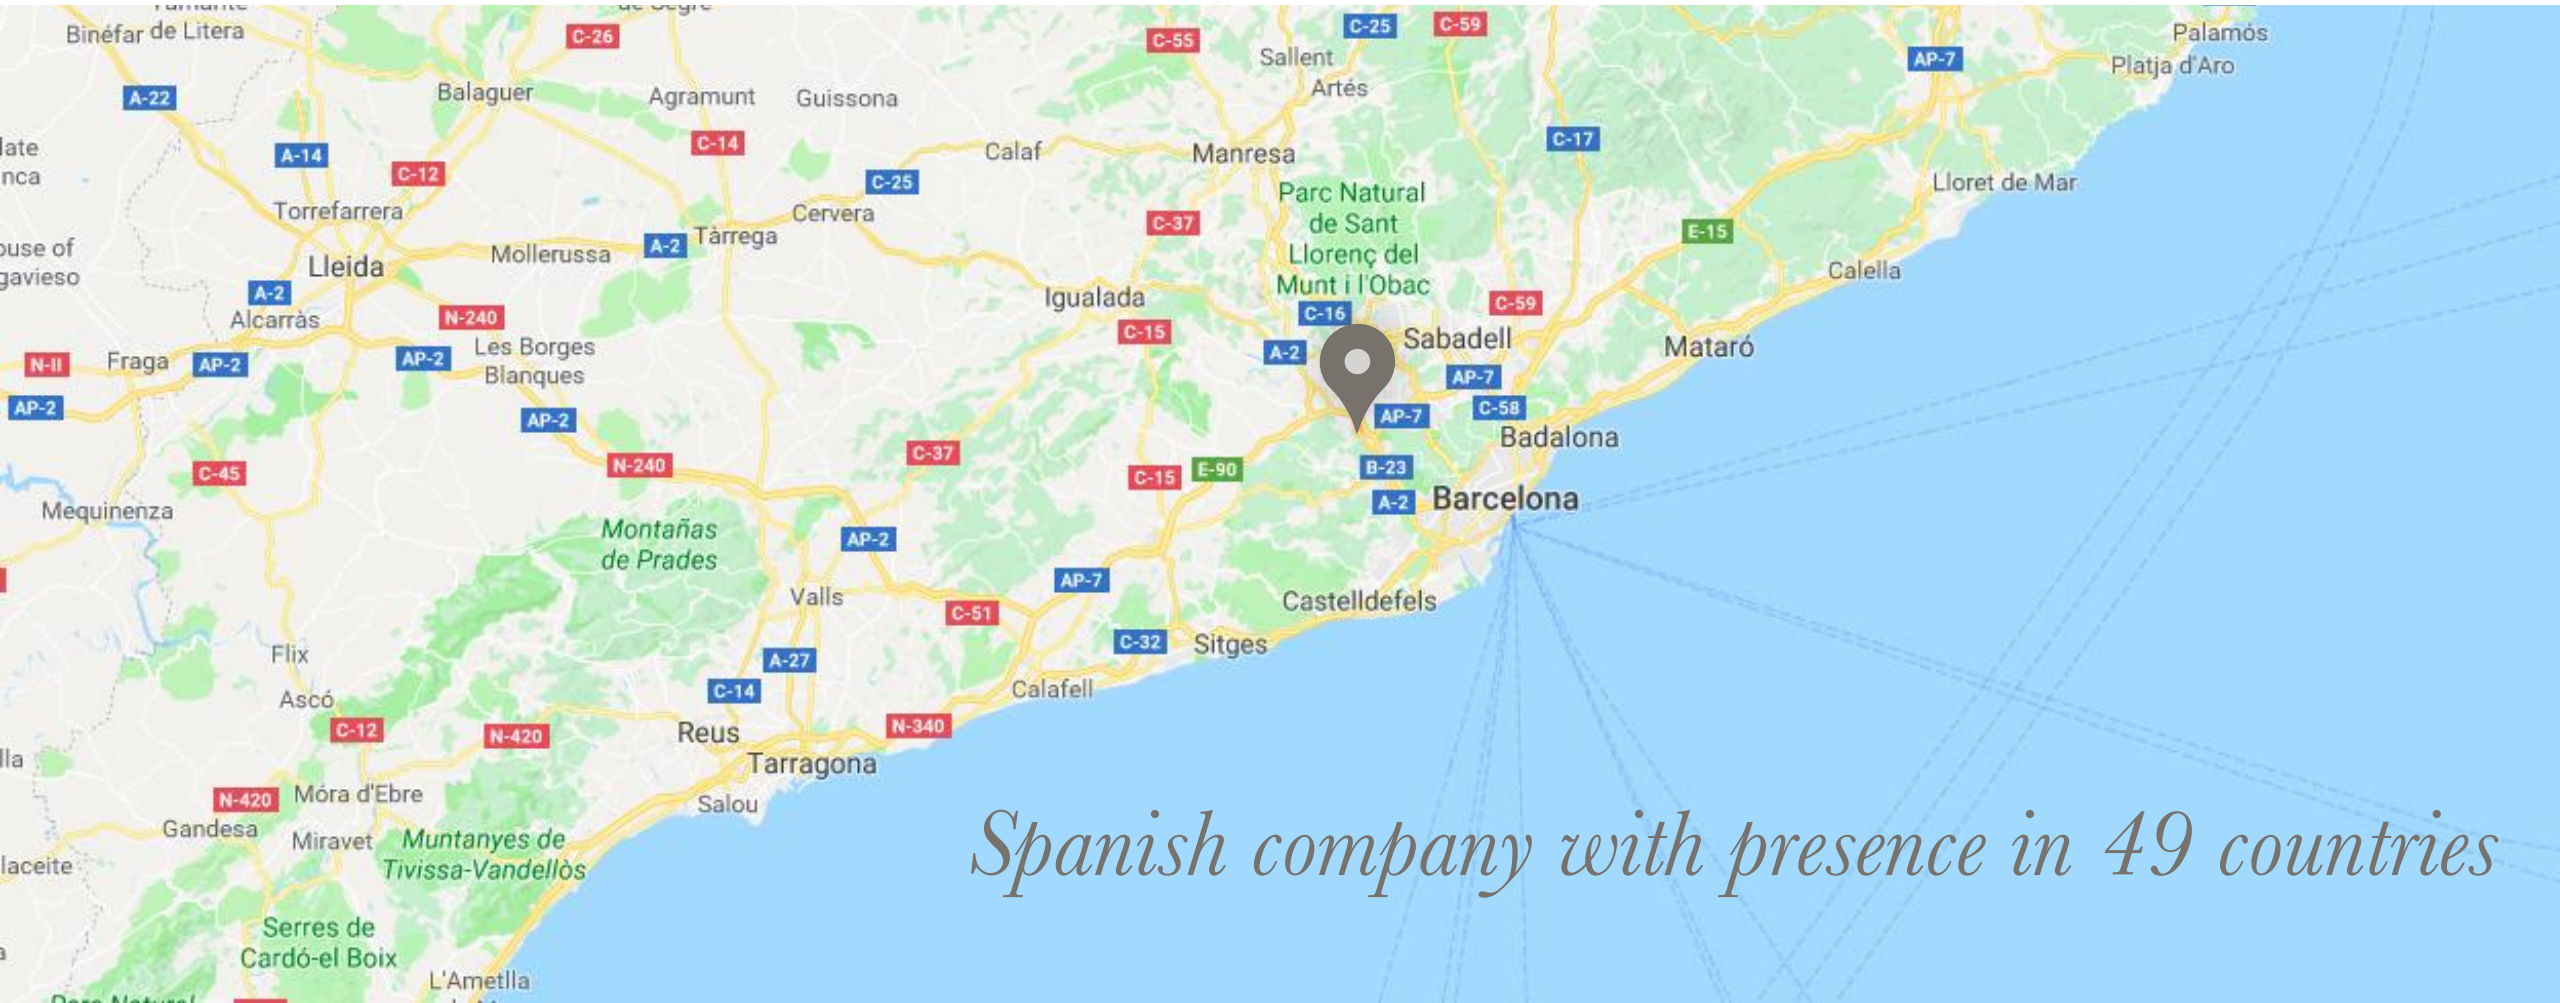 Binéfar
de Litera
C-26
C-55
C-25
C-59
Palamós
Sallent
AP-7
Platja d'Aro
A-22
Balaguer
Agramunt
Guissona
Artés
A-14
C-12
C-14
C-25
Calaf
Manresa
C-17
Lloret de Mar
Torrefarrera
Cervera
Parc Natural
de Sant
Llorenç del
Munt i l'Obac
C-37
E-15
Mollerussa
A-2
Tàrrega
Lleida
Calella
A-2
Alcarràs
N-240
Igualada
C-15
C-16
C-59
Sabadell
Mataró
A-2
N-II
Fraga
AP-2
AP-2
Les Borges
Blanques
AP-7
AP-2
AP-2
AP-7
C-58
Badalona
C-45
N-240
C-37
C-15
E-90
B-23
A-2
Barcelona
Mequinenza
Montañas
de Prades
AP-2
AP-7
Valls
C-51
Castelldefels
C-32
Sitges
Flix
A-27
C-14
Calafell
Ascó
C-12
N-420
Reus
N-340
Tarragona
N-420
Móra d'Ebre
Salou
Gandesa
Miravet
Muntanyes de
Tivissa-Vandellòs
Spanish company with presence in 49 countries
Serres de
Cardó-el Boix
L'Ametlla